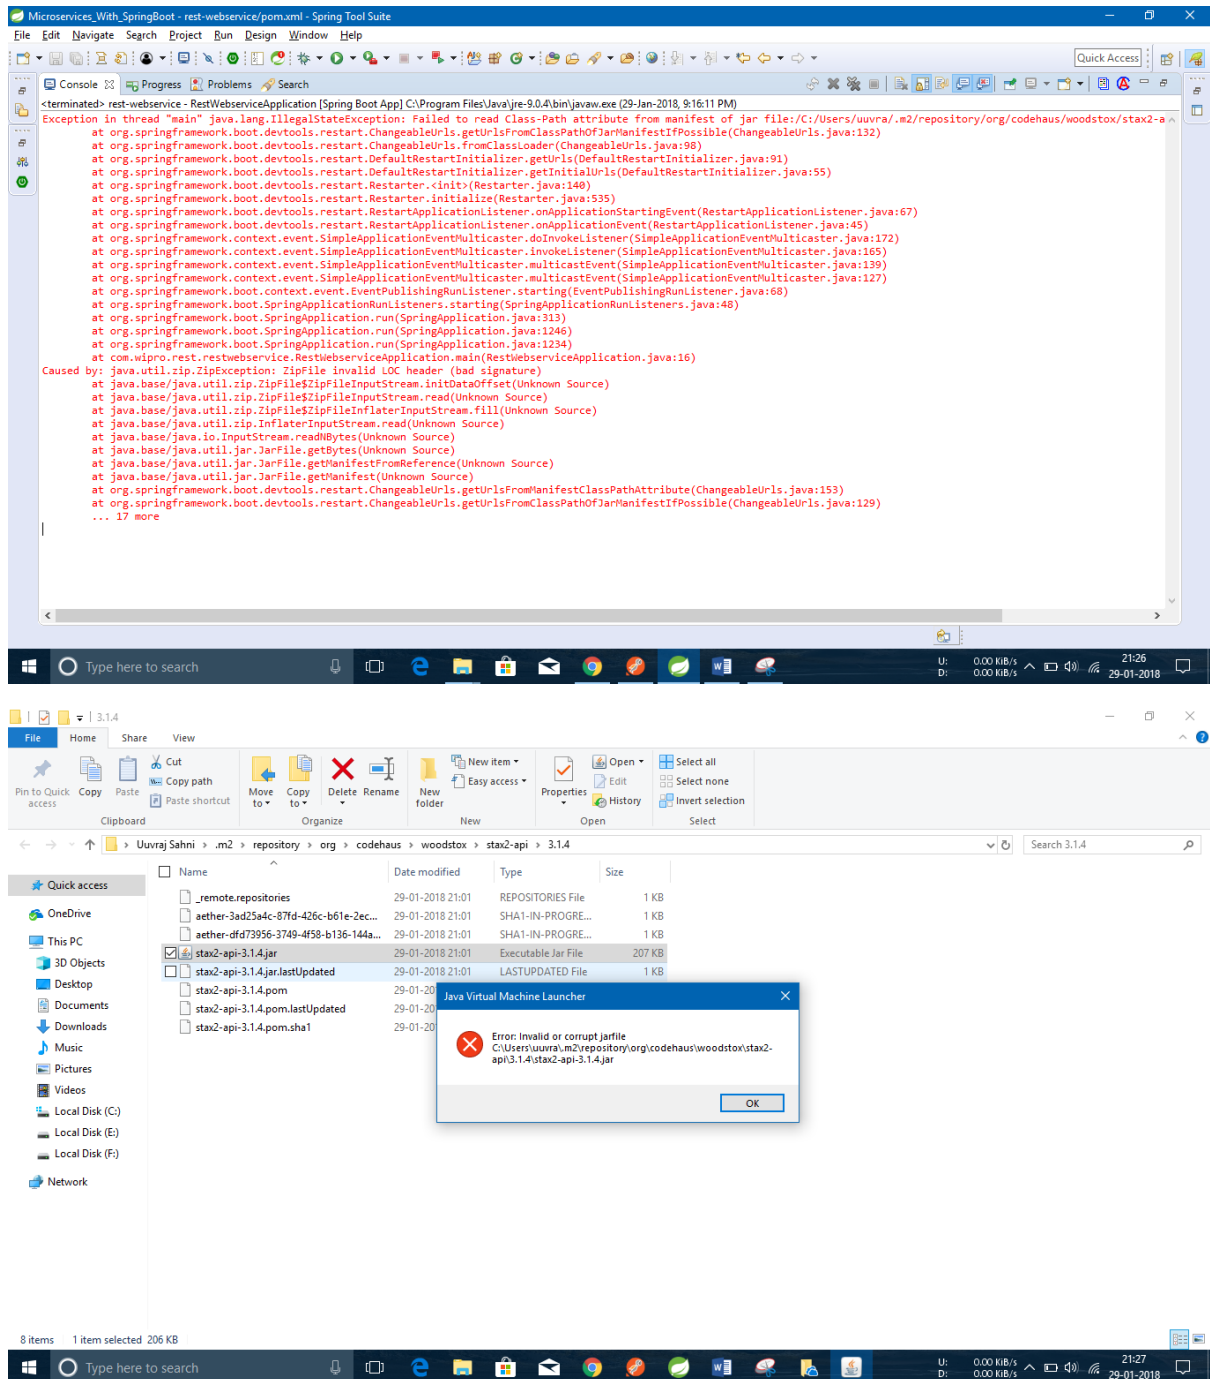 Microservices_With_SpringBoot - rest-webservice/pom.xml - Spring Tool Suite
File Edit Navigate Search Project Run Design Window Help
Quick Access
Console Progress Problems Search
<terminated> rest-webservice - RestWebserviceApplication [Spring Boot App] C:\Program Files\Java\jre-9.0.4\bin\javaw.exe (29-Jan-2018, 9:16:11 PM)
Exception in thread "main" java.lang.IllegalStateException: Failed to read Class-Path attribute from manifest of jar file:/C:/Users/uuvra/.m2/repository/org/codehaus/woodstox/stax2-a
at org.springframework.boot.devtools.restart.ChangeableUrls.getUrlsFromClassPathOfJarManifestIfPossible(ChangeableUrls.java:132)
at org.springframework.boot.devtools.restart.ChangeableUrls.fromClassLoader(ChangeableUrls.java:98)
at org.springframework.boot.devtools.restart.DefaultRestartInitializer.getUrls(DefaultRestartInitializer.java:91)
at org.springframework.boot.devtools.restart.DefaultRestartInitializer.getInitialUrls(DefaultRestartInitializer.java:55)
at org.springframework.boot.devtools.restart.Restarter.<init>(Restarter.java:140)
at org.springframework.boot.devtools.restart.Restarter.initialize(Restarter.java:535)
at org.springframework.boot.devtools.restart.RestartApplicationListener.onApplicationStartingEvent(RestartApplicationListener.java:67)
at org.springframework.boot.devtools.restart.RestartApplicationListener.onApplicationEvent(RestartApplicationListener.java:45)
at org.springframework.context.event.SimpleApplicationEventMulticaster.doInvokeListener(SimpleApplicationEventMulticaster.java:172)
at org.springframework.context.event.SimpleApplicationEventMulticaster.invokeListener(SimpleApplicationEventMulticaster.java:165)
at org.springframework.context.event.SimpleApplicationEventMulticaster.multicastEvent(SimpleApplicationEventMulticaster.java:139)
at org.springframework.context.event.SimpleApplicationEventMulticaster.multicastEvent(SimpleApplicationEventMulticaster.java:127)
at org.springframework.boot.context.event.EventPublishingRunListener.starting(EventPublishingRunListener.java:68)
at org.springframework.boot.SpringApplicationRunListeners.starting(SpringApplicationRunListeners.java:48)
at org.springframework.boot.SpringApplication.run(SpringApplication.java:313)
at org.springframework.boot.SpringApplication.run(SpringApplication.java:1246)
at org.springframework.boot.SpringApplication.run(SpringApplication.java:1234)
at com.wipro.rest.restwebservice.RestWebserviceApplication.main(RestWebserviceApplication.java:16)
Caused by: java.util.zip.ZipException: ZipFile invalid LOC header (bad signature)
at java.base/java.util.zip.ZipFile$ZipFileInputStream.initDataOffset(Unknown Source)
at java.base/java.util.zip.ZipFile$ZipFileInputStream.read(Unknown Source)
at java.base/java.util.zip.ZipFile$ZipFileInflaterInputStream.fill(Unknown Source)
at java.base/java.util.zip.InflaterInputStream.read(Unknown Source)
at java.base/java.io.InputStream.readNBytes(Unknown Source)
at java.base/java.util.jar.JarFile.getBytes(Unknown Source)
at java.base/java.util.jar.JarFile.getManifestFromReference(Unknown Source)
at java.base/java.util.jar.JarFile.getManifest(Unknown Source)
at org.springframework.boot.devtools.restart.ChangeableUrls.getUrlsFromManifestClassPathAttribute(ChangeableUrls.java:153)
at org.springframework.boot.devtools.restart.ChangeableUrls.getUrlsFromClassPathOfJarManifestIfPossible(ChangeableUrls.java:129)
... 17 more
Type here to search
U: 0.00 KiB/s
D: 0.00 KiB/s
21:26
29-01-2018
3.1.4
File Home Share View
Pin to Quick access
Copy
Paste
Cut
Copy path
Paste shortcut
Move to
Copy to
Delete
Rename
New folder
New item
Easy access
Properties
Open
Edit
History
Select all
Select none
Invert selection
Clipboard Organize New Open Select
Uuvraj Sahni > .m2 > repository > org > codehaus > woodstox > stax2-api > 3.1.4
Search 3.1.4
Quick access
OneDrive
This PC
3D Objects
Desktop
Documents
Downloads
Music
Pictures
Videos
Local Disk (C:)
Local Disk (E:)
Local Disk (F:)
Network
Name Date modified Type Size
_remote.repositories 29-01-2018 21:01 REPOSITORIES File 1 KB
aether-3ad25a4c-87fd-426c-b61e-2ec... 29-01-2018 21:01 SHA1-IN-PROGRE... 1 KB
aether-dfd73956-3749-4f58-b136-144a... 29-01-2018 21:01 SHA1-IN-PROGRE... 1 KB
stax2-api-3.1.4.jar 29-01-2018 21:01 Executable Jar File 207 KB
stax2-api-3.1.4.jar.lastUpdated 29-01-2018 21:01 LASTUPDATED File 1 KB
stax2-api-3.1.4.pom 29-01-20
stax2-api-3.1.4.pom.lastUpdated 29-01-20
stax2-api-3.1.4.pom.sha1 29-01-20
Java Virtual Machine Launcher
Error: Invalid or corrupt jarfile
C:\Users\uuvra\.m2\repository\org\codehaus\woodstox\stax2-
api\3.1.4\stax2-api-3.1.4.jar
OK
8 items 1 item selected 206 KB
Type here to search
U: 0.00 KiB/s
D: 0.00 KiB/s
21:27
29-01-2018